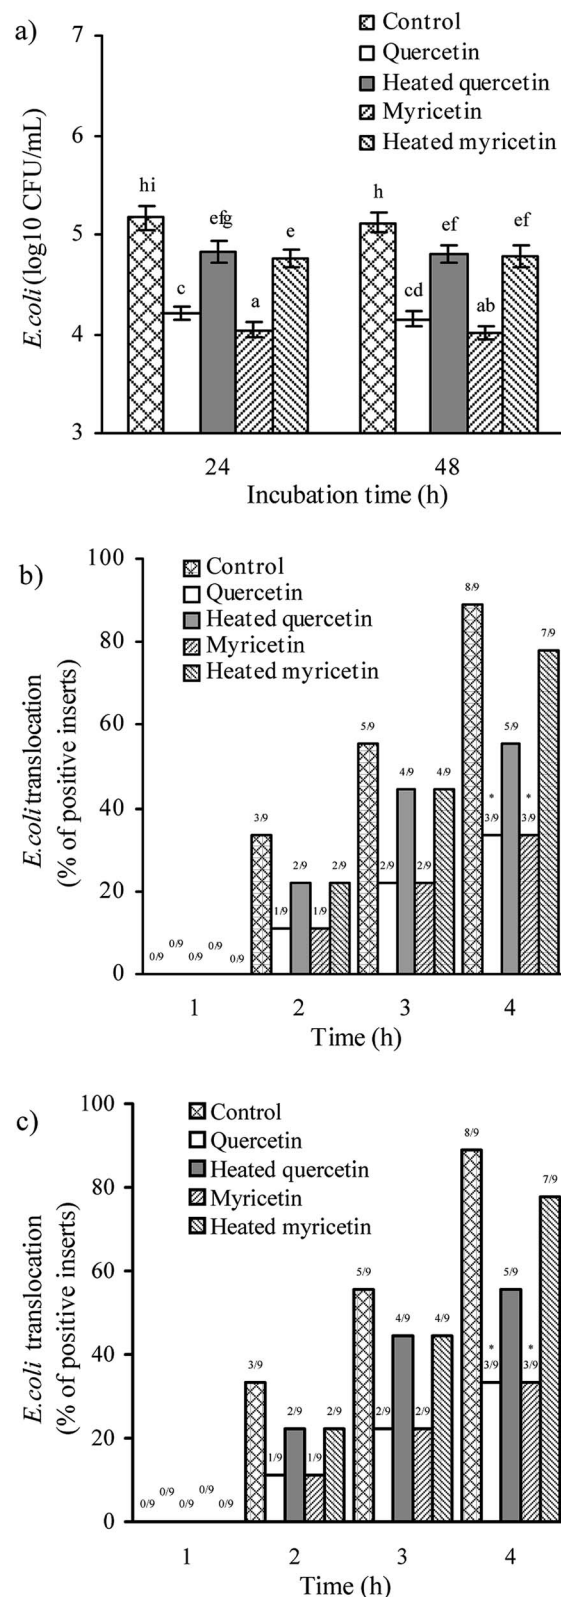 a)
Control
Quercetin
Heated quercetin
Myricetin
Heated myricetin
E.coli (log10 CFU/mL)
7
6
5
4
3
hi
c
efg
a
e
h
cd
ef
ab
ef
24
48
Incubation time (h)
b)
Control
Quercetin
Heated quercetin
Myricetin
Heated myricetin
E.coli translocation
(% of positive inserts)
100
80
60
40
20
0
0/9
0/9
0/9
0/9
0/9
3/9
1/9
2/9
1/9
2/9
5/9
2/9
4/9
2/9
4/9
8/9
*
3/9
5/9
*
3/9
7/9
1
2
3
4
Time (h)
c)
Control
Quercetin
Heated quercetin
Myricetin
Heated myricetin
E.coli translocation
(% of positive inserts)
100
80
60
40
20
0
0/9
0/9
0/9
0/9
0/9
3/9
1/9
2/9
1/9
2/9
5/9
2/9
4/9
2/9
4/9
8/9
*
3/9
5/9
*
3/9
7/9
1
2
3
4
Time (h)